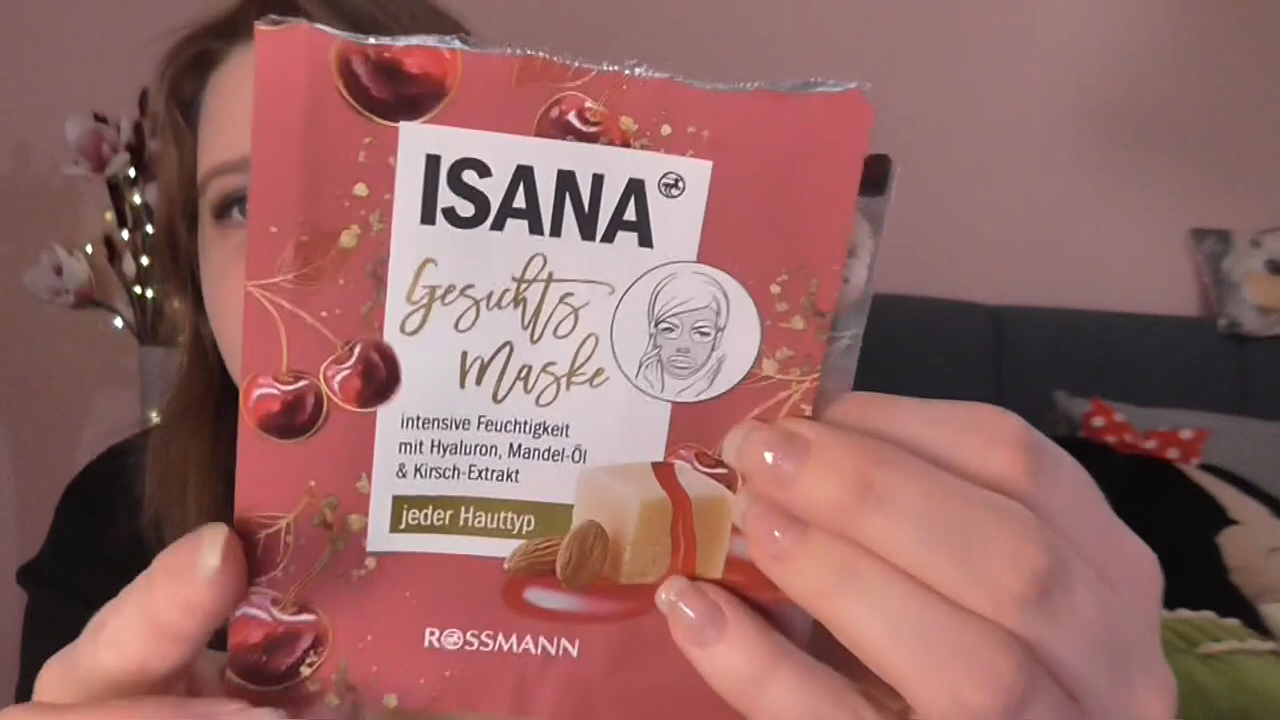 ISANA
Gesichts
Maske
intensive Feuchtigkeit
mit Hyaluron, Mandel-Öl
& Kirsch-Extrakt
jeder Hauttyp
ROSSMANN